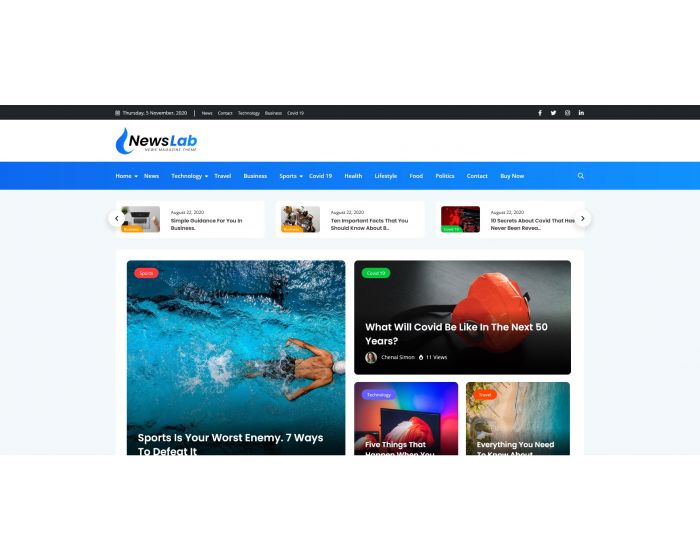 Thursday, 5 November, 2020 News Contact Technology Business Covid 19
NewsLab
NEWS MAGAZINE THEME
Home News Technology Travel Business Sports Covid 19 Health Lifestyle Food Politics Contact Buy Now
August 22, 2020
Simple Guidance For You In
Business.
Business
August 22, 2020
Ten Important Facts That You
Should Know About B..
Business
August 22, 2020
10 Secrets About Covid That Has
Never Been Revea..
Covid 19
Sports
Sports Is Your Worst Enemy. 7 Ways
To Defeat It
Covid 19
What Will Covid Be Like In The Next 50
Years?
Chenai Simon 11 Views
Technology
Five Things That
Happen When You
Travel
Everything You Need
To Know About